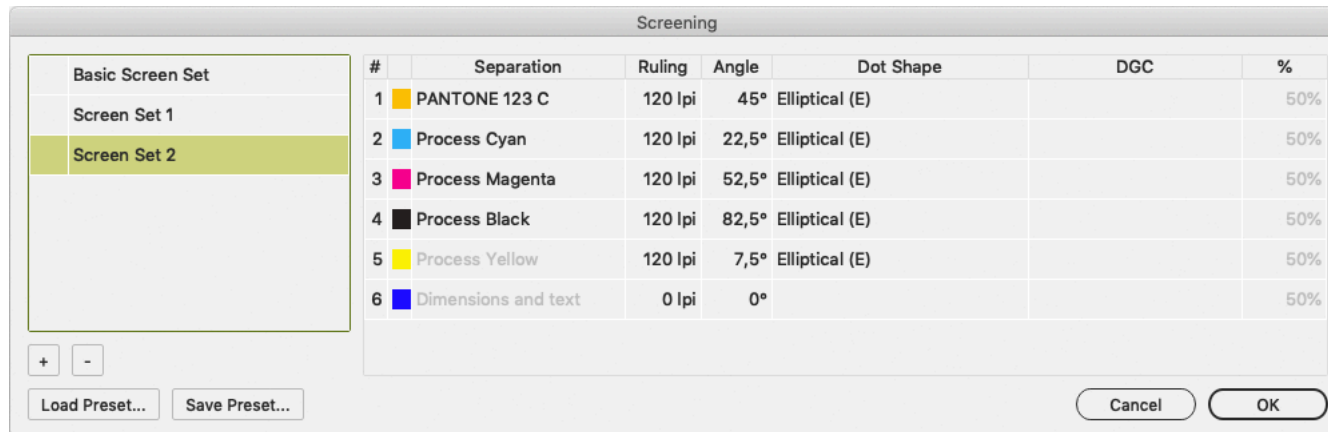 Screening
Basic Screen Set
Screen Set 1
Screen Set 2
+ -
Load Preset... Save Preset...
# Separation Ruling Angle Dot Shape DGC %
1 PANTONE 123 C 120 lpi 45° Elliptical (E) 50%
2 Process Cyan 120 lpi 22,5° Elliptical (E) 50%
3 Process Magenta 120 lpi 52,5° Elliptical (E) 50%
4 Process Black 120 lpi 82,5° Elliptical (E) 50%
5 Process Yellow 120 lpi 7,5° Elliptical (E) 50%
6 Dimensions and text 0 lpi 0° 50%
Cancel OK